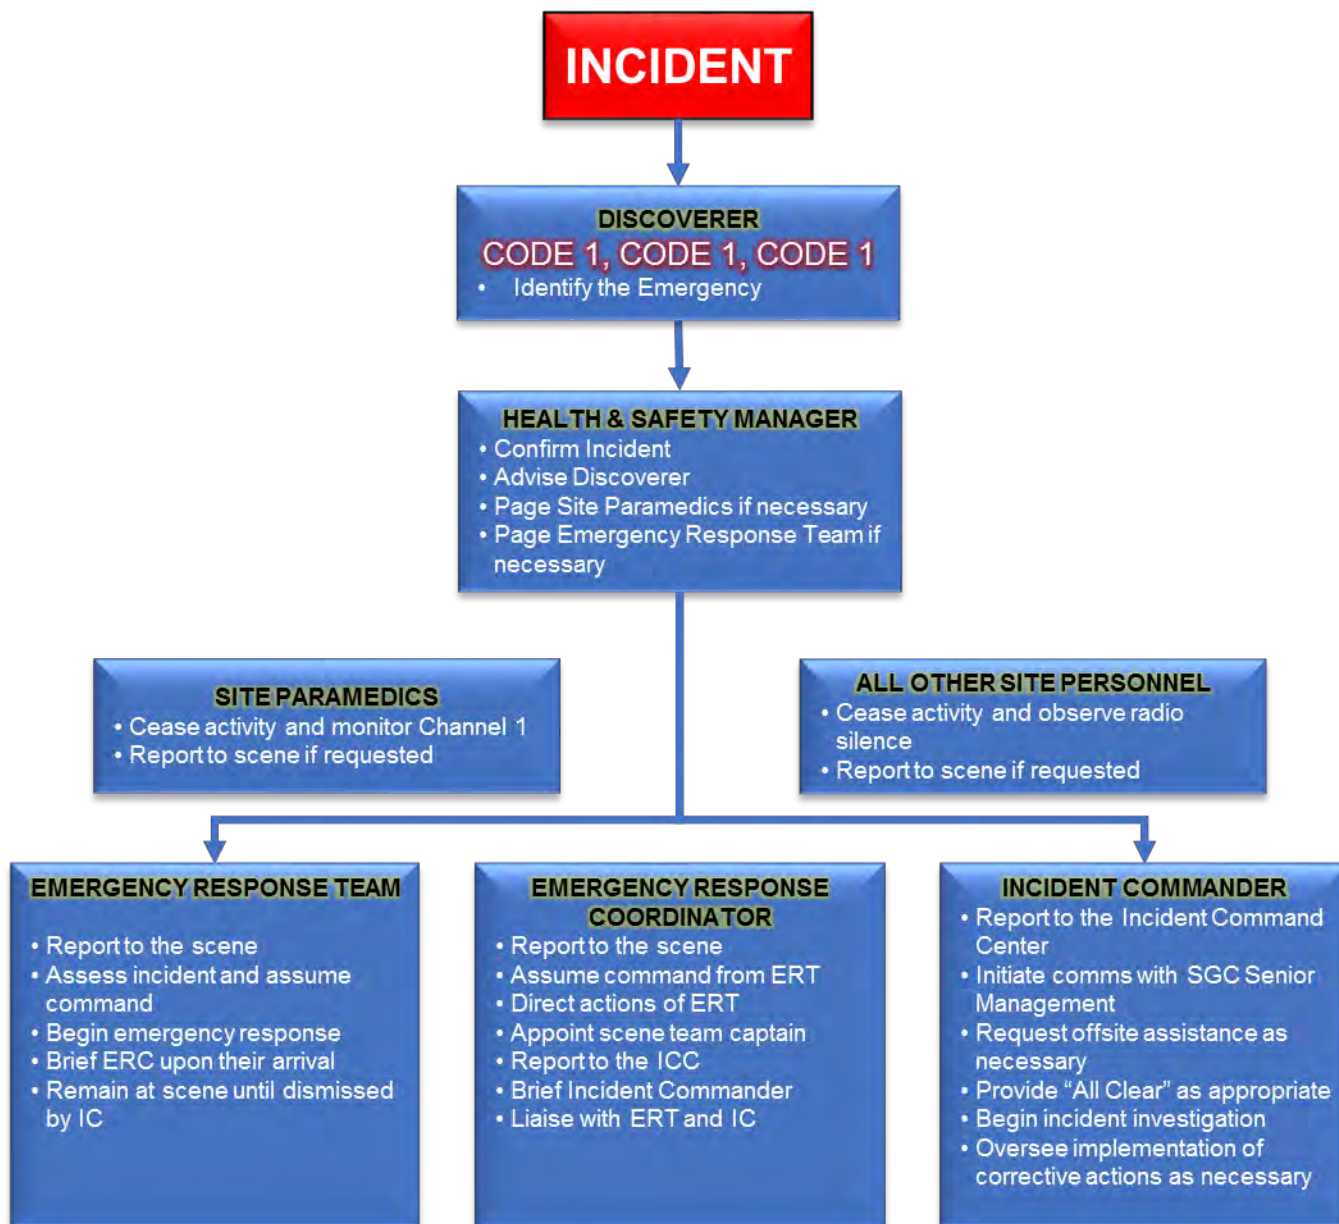 INCIDENT
DISCOVERER
CODE 1, CODE 1, CODE 1
• Identify the Emergency
HEALTH & SAFETY MANAGER
• Confirm Incident
• Advise Discoverer
• Page Site Paramedics if necessary
• Page Emergency Response Team if
necessary
SITE PARAMEDICS
• Cease activity and monitor Channel 1
• Report to scene if requested
ALL OTHER SITE PERSONNEL
• Cease activity and observe radio
silence
• Report to scene if requested
EMERGENCY RESPONSE TEAM
• Report to the scene
• Assess incident and assume
command
• Begin emergency response
• Brief ERC upon their arrival
• Remain at scene until dismissed
by IC
EMERGENCY RESPONSE
COORDINATOR
• Report to the scene
• Assume command from ERT
• Direct actions of ERT
• Appoint scene team captain
• Report to the ICC
• Brief Incident Commander
• Liaise with ERT and IC
INCIDENT COMMANDER
• Report to the Incident Command
Center
• Initiate comms with SGC Senior
Management
• Request offsite assistance as
necessary
• Provide “All Clear” as appropriate
• Begin incident investigation
• Oversee implementation of
corrective actions as necessary